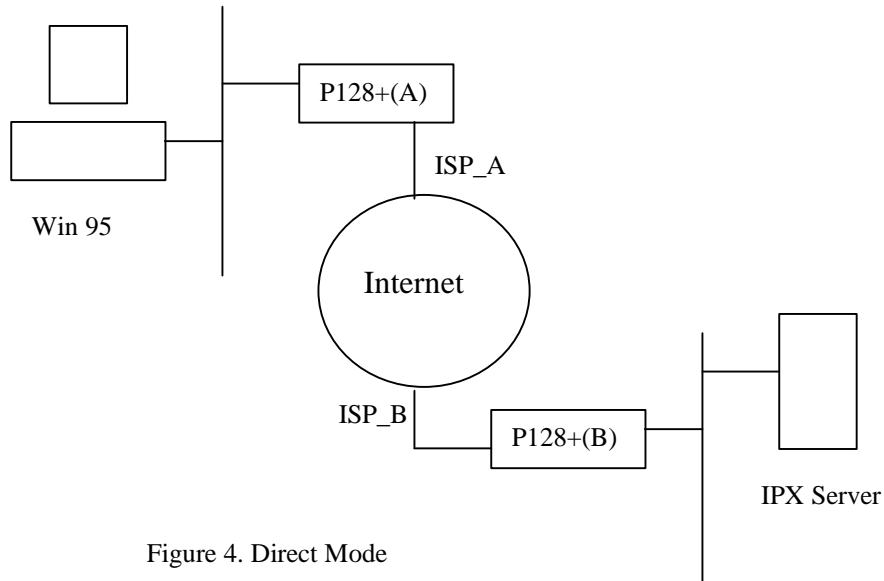 P128+(A)
ISP_A
Win 95
Internet
ISP_B
P128+(B)
IPX Server
Figure 4. Direct Mode